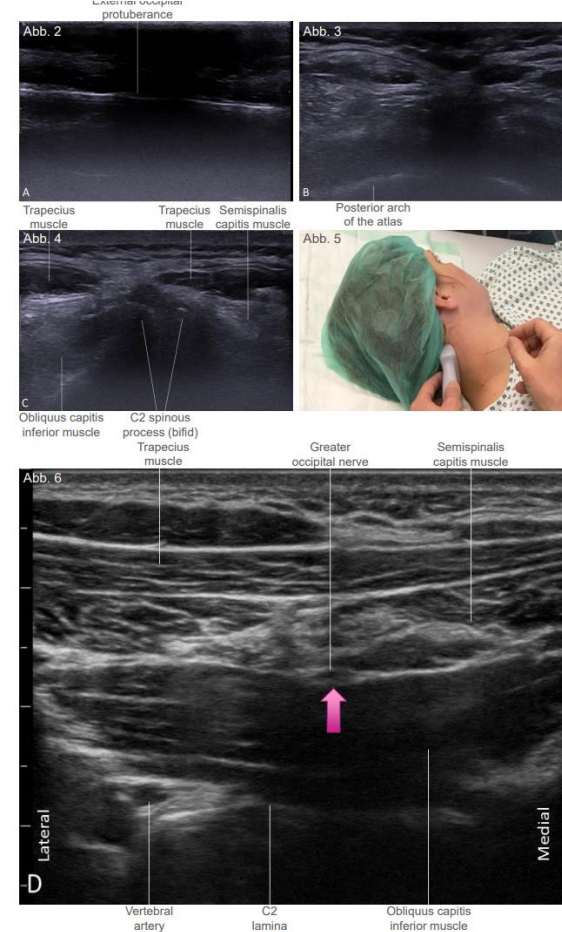 External occipital
protuberance
Abb. 2
Abb. 3
A
B
Trapecius
muscle
Trapecius
muscle
Semispinalis
capitis muscle
Posterior arch
of the atlas
Abb. 4
Abb. 5
C
Obliquus capitis
inferior muscle
C2 spinous
process (bifid)
Trapecius
muscle
Greater
occipital nerve
Semispinalis
capitis muscle
Abb. 6
Lateral
Medial
D
Vertebral
artery
C2
lamina
Obliquus capitis
inferior muscle